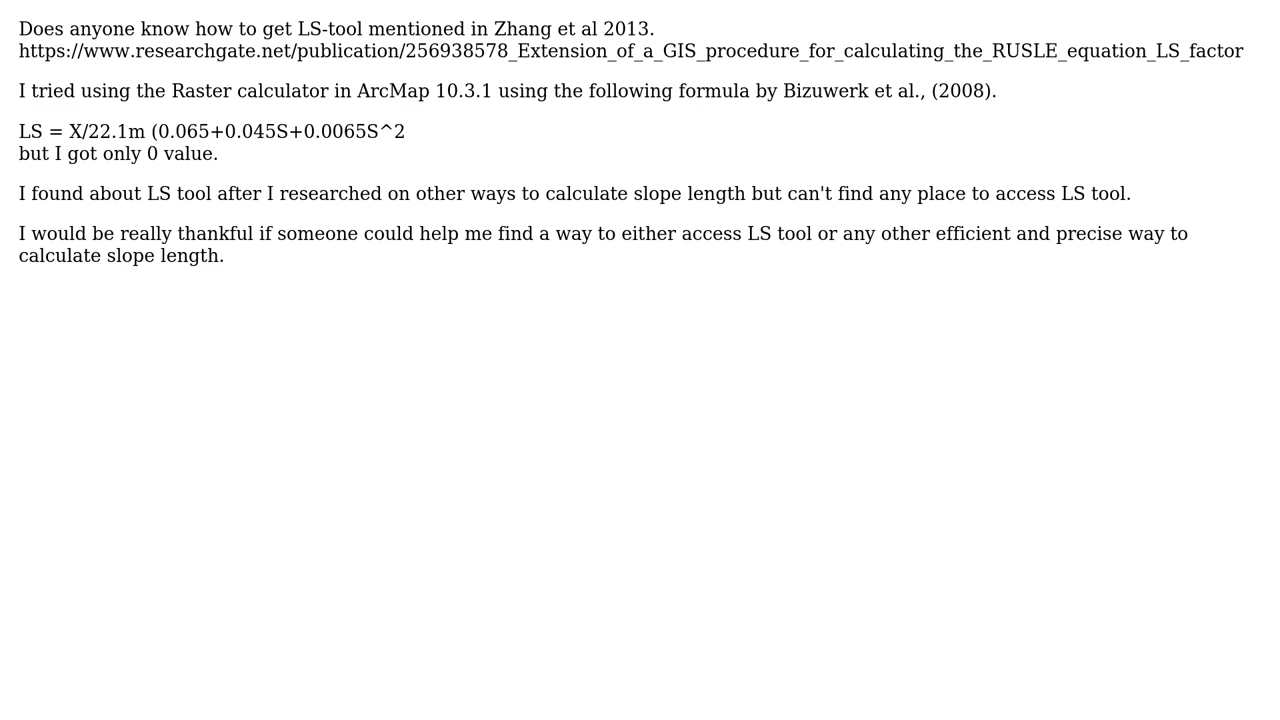 Does anyone know how to get LS-tool mentioned in Zhang et al 2013.
https://www.researchgate.net/publication/256938578_Extension_of_a_GIS_procedure_for_calculating_the_RUSLE_equation_LS_factor
I tried using the Raster calculator in ArcMap 10.3.1 using the following formula by Bizuwerk et al., (2008).
LS = X/22.1m (0.065+0.045S+0.0065S^2
but I got only 0 value.
I found about LS tool after I researched on other ways to calculate slope length but can't find any place to access LS tool.
I would be really thankful if someone could help me find a way to either access LS tool or any other efficient and precise way to
calculate slope length.